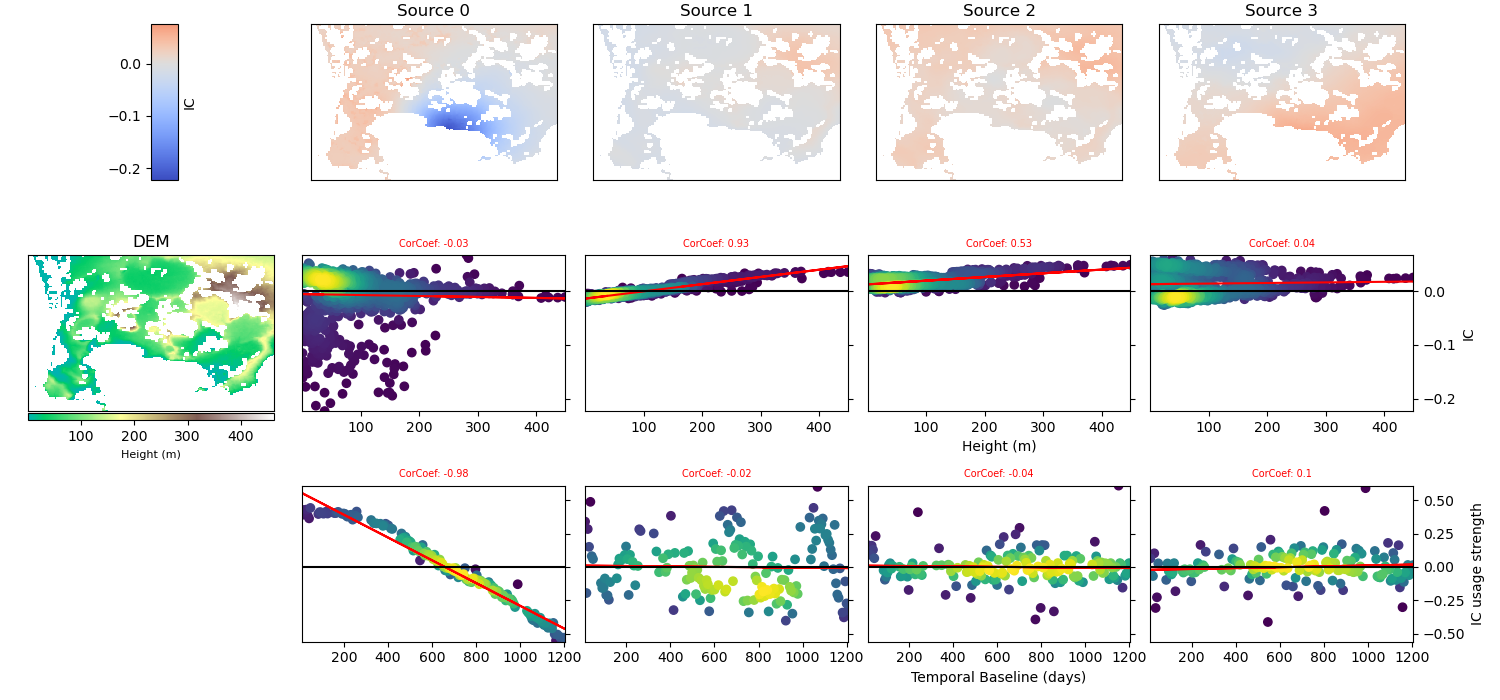 Source 0
Source 1
Source 2
Source 3
0.0
−0.1
−0.2
IC
DEM
100 200 300 400
Height (m)
CorCoef: -0.03
CorCoef: 0.93
CorCoef: 0.53
CorCoef: 0.04
100 200 300 400
100 200 300 400
100 200 300 400
100 200 300 400
Height (m)
0.0
−0.1
−0.2
IC
CorCoef: -0.98
CorCoef: -0.02
CorCoef: -0.04
CorCoef: 0.1
200 400 600 800 1000 1200
200 400 600 800 1000 1200
200 400 600 800 1000 1200
200 400 600 800 1000 1200
Temporal Baseline (days)
0.50
0.25
0.00
−0.25
−0.50
IC usage strength